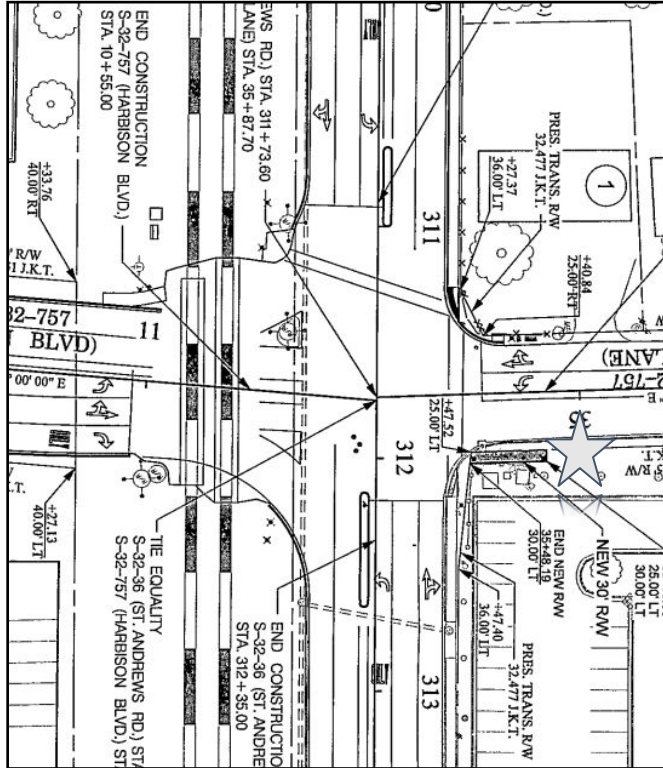 END CONSTRUCTION
S-32-757 (HARBISON BLVD.)
STA. 10+55.00
EWS RD.) STA. 311+73.60
LANE) STA. 35+87.70
PRES. TRANS. R/W
32.477 J.K.T.
+27.37
36.00' LT
1
311
+40.84
25.00' RT
+33.76
40.00' RT
R/W
J.K.T.
32-757
BLVD)
11
00' 00" E
LANE)
757
E
+47.52
25.00' LT
312
35
R/W
.T.
+27.13
40.00' LT
TIE EQUALITY
S-32-36 (ST. ANDREWS RD.) STA
S-32-757 (HARBISON BLVD.) ST
END CONSTRUCTIO
S-32-36 (ST. ANDRE
STA. 312+35.00
END NEW R/W
35+48.19
30.00' LT
NEW 30' R/W
25.00' LT
30.00' LT
+47.40
36.00' LT
PRES. TRANS. R/W
32.477 J.K.T.
313